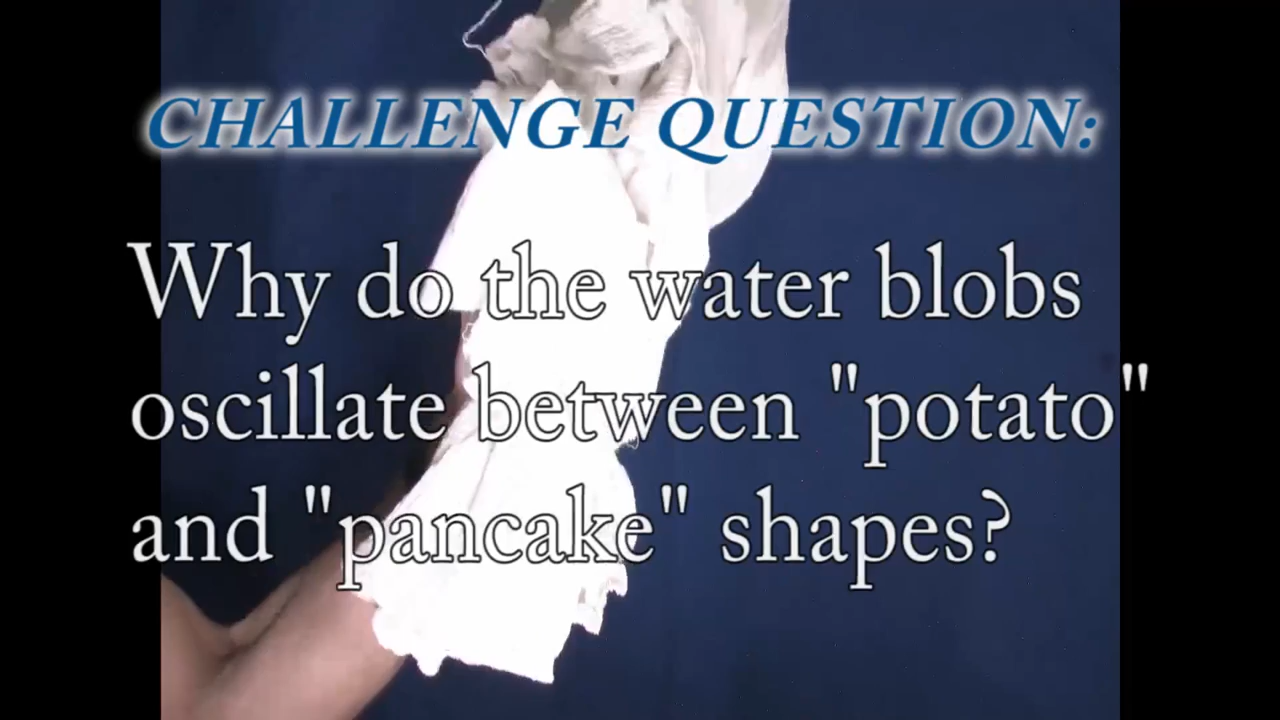 CHALLENGE QUESTION:
Why do the water blobs
oscillate between "potato"
and "pancake" shapes?